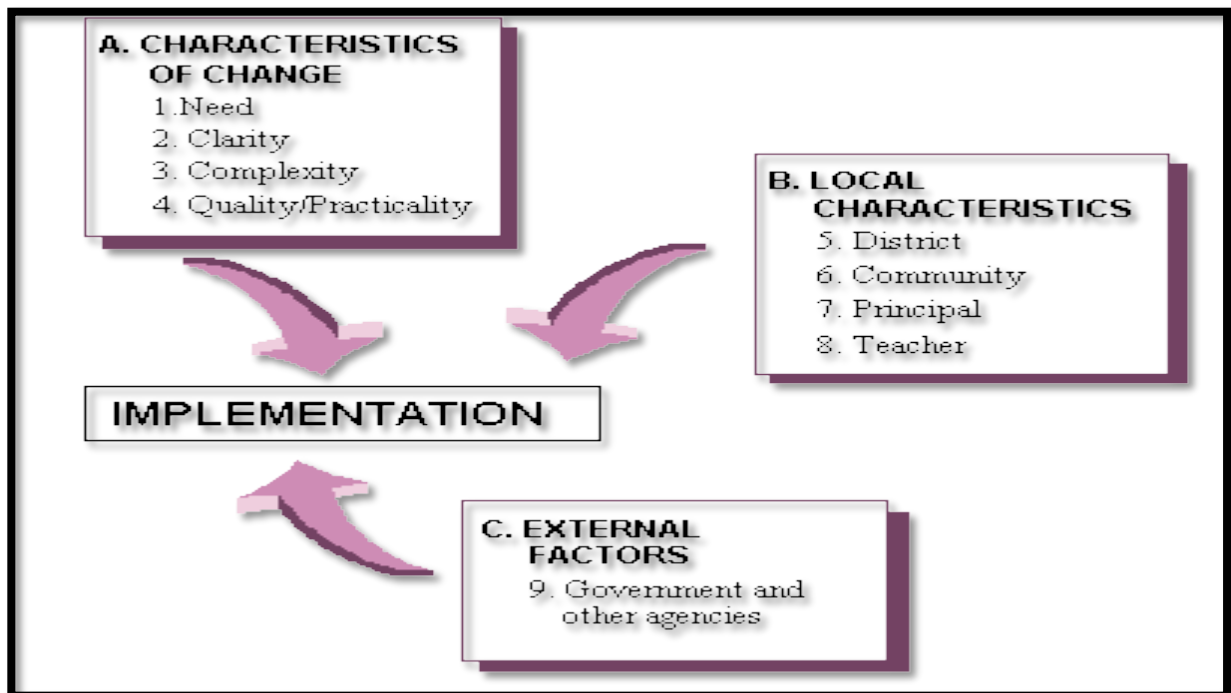 A. CHARACTERISTICS
OF CHANGE
1.Need
2. Clarity
3. Complexity
4. Quality/Practicality
B. LOCAL
CHARACTERISTICS
5. District
6. Community
7. Principal
8. Teacher
IMPLEMENTATION
C. EXTERNAL
FACTORS
9. Government and
other agencies